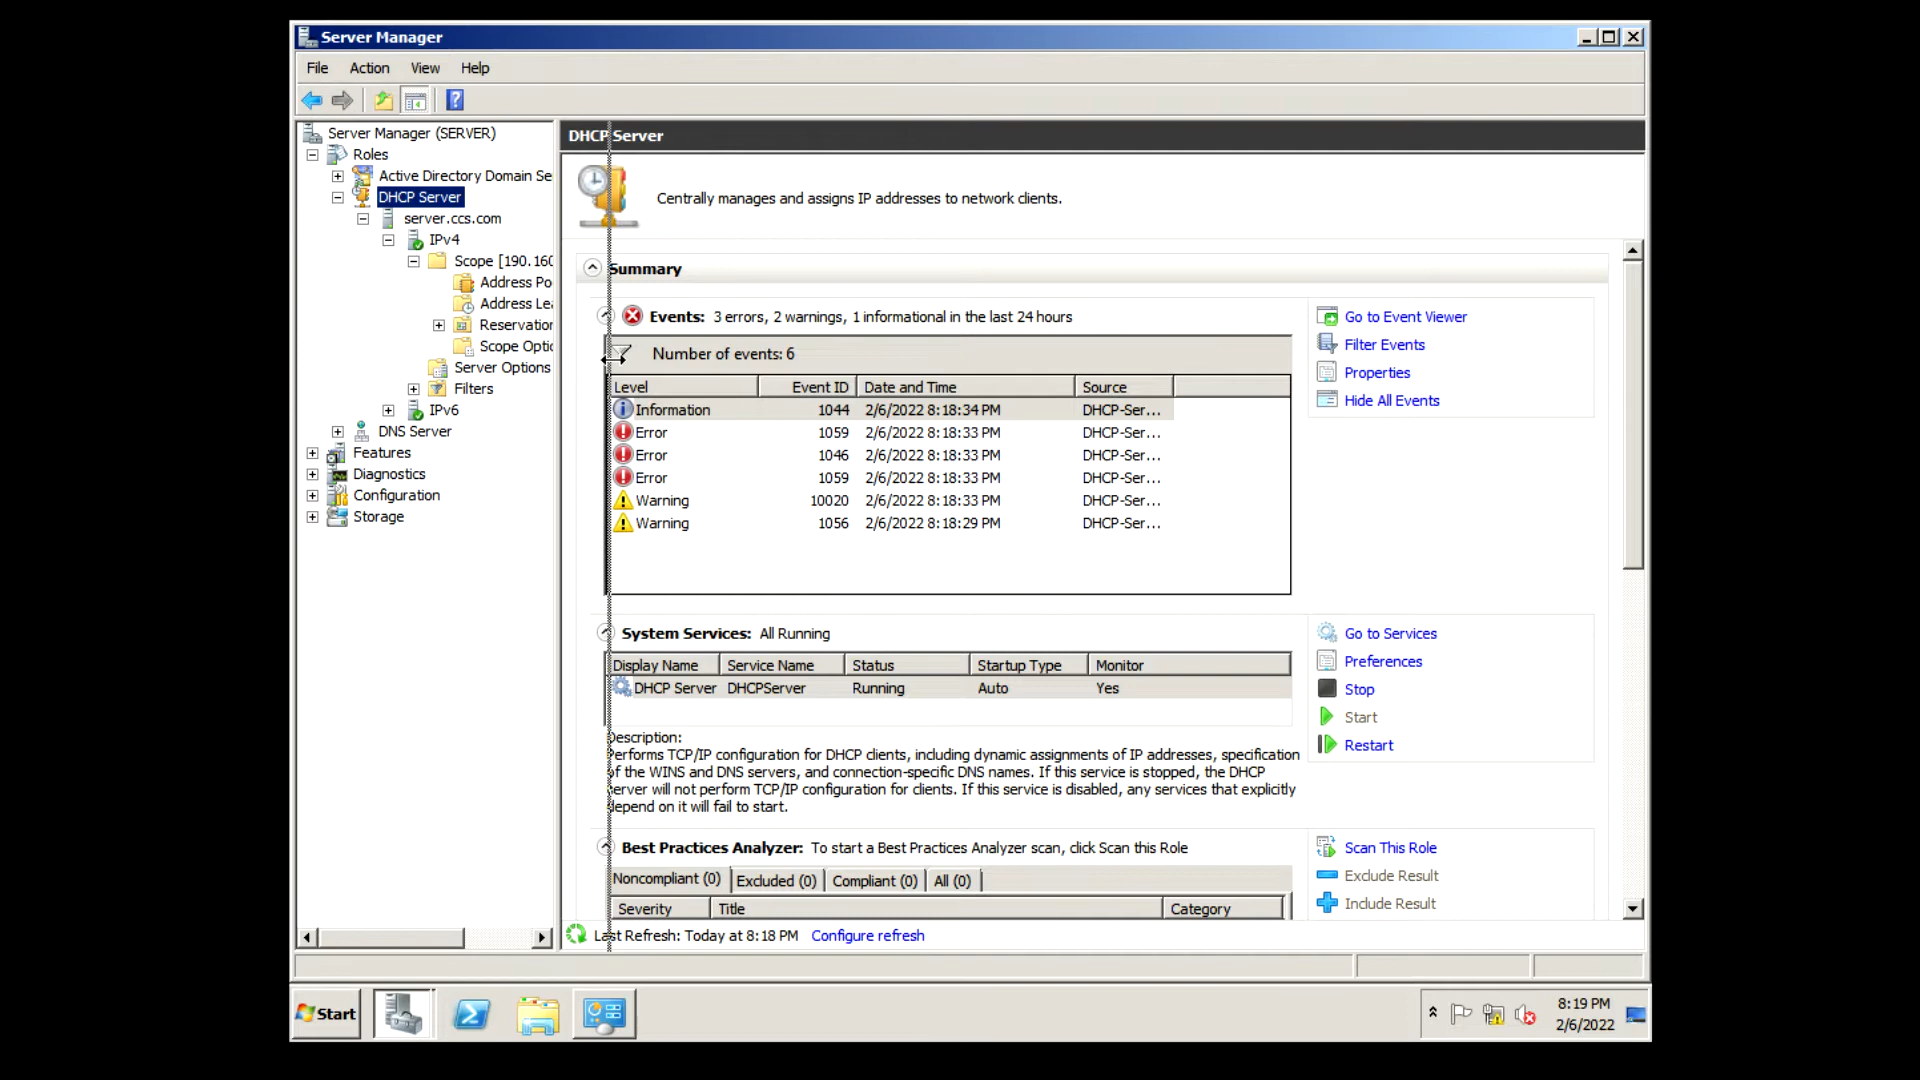 Server Manager
File Action View Help
Server Manager (SERVER)
Roles
Active Directory Domain Se
DHCP Server
server.ccs.com
IPv4
Scope [190.160
Address Po
Address Lea
Reservation
Scope Optic
Server Options
Filters
IPv6
DNS Server
Features
Diagnostics
Configuration
Storage
DHCP Server
Centrally manages and assigns IP addresses to network clients.
Summary
Events: 3 errors, 2 warnings, 1 informational in the last 24 hours
Number of events: 6
Level Event ID Date and Time Source
Information 1044 2/6/2022 8:18:34 PM DHCP-Ser...
Error 1059 2/6/2022 8:18:33 PM DHCP-Ser...
Error 1046 2/6/2022 8:18:33 PM DHCP-Ser...
Error 1059 2/6/2022 8:18:33 PM DHCP-Ser...
Warning 10020 2/6/2022 8:18:33 PM DHCP-Ser...
Warning 1056 2/6/2022 8:18:29 PM DHCP-Ser...
Go to Event Viewer
Filter Events
Properties
Hide All Events
System Services: All Running
Display Name Service Name Status Startup Type Monitor
DHCP Server DHCPServer Running Auto Yes
Description:
Performs TCP/IP configuration for DHCP clients, including dynamic assignments of IP addresses, specification
of the WINS and DNS servers, and connection-specific DNS names. If this service is stopped, the DHCP
server will not perform TCP/IP configuration for clients. If this service is disabled, any services that explicitly
depend on it will fail to start.
Go to Services
Preferences
Stop
Start
Restart
Best Practices Analyzer: To start a Best Practices Analyzer scan, click Scan this Role
Noncompliant (0) Excluded (0) Compliant (0) All (0)
Severity Title Category
Scan This Role
Exclude Result
Include Result
Last Refresh: Today at 8:18 PM Configure refresh
Start
8:19 PM
2/6/2022